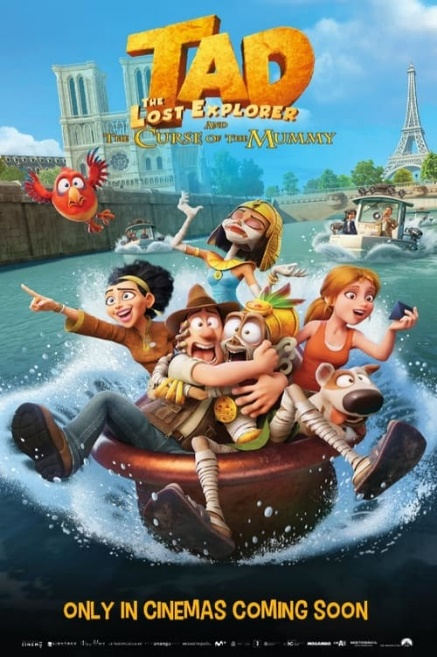 TAD
THE LOST EXPLORER
AND
THE CURSE OF THE MUMMY
ONLY IN CINEMAS COMING SOON